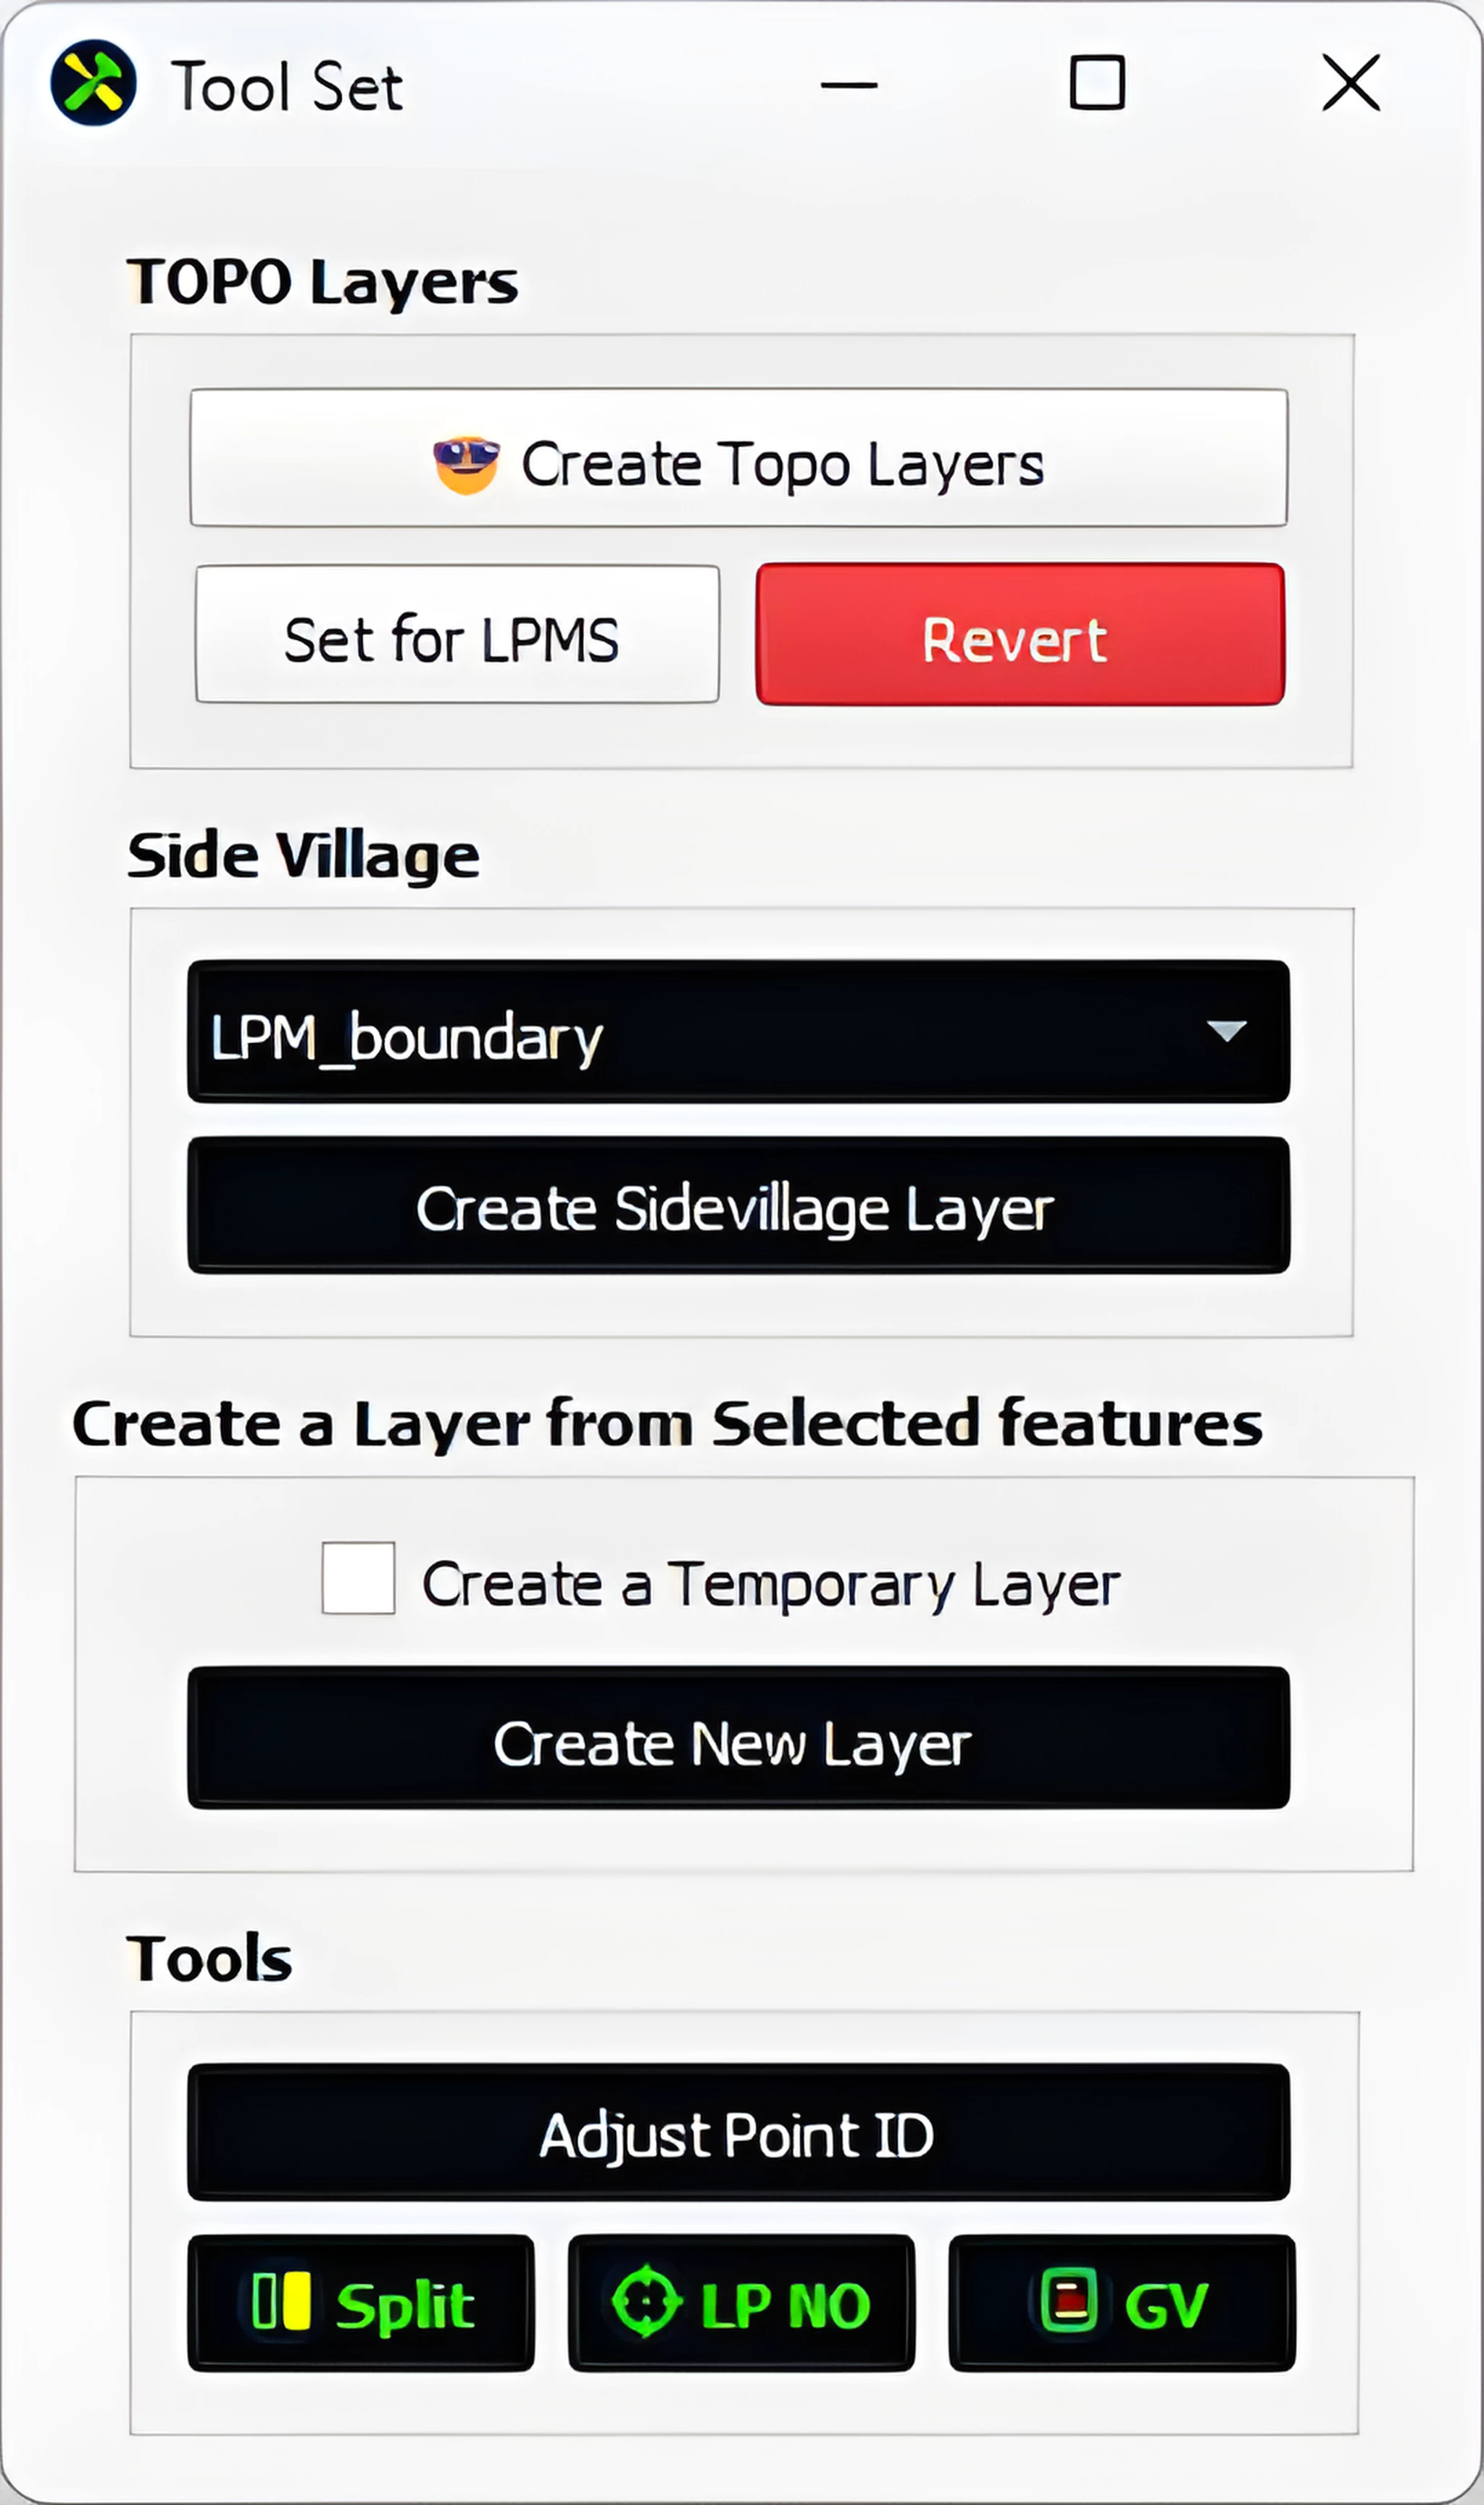 Tool Set
TOPO Layers
Create Topo Layers
Set for LPMS
Revert
Side Village
LPM_boundary
Create Sidevillage Layer
Create a Layer from Selected features
Create a Temporary Layer
Create New Layer
Tools
Adjust Point ID
Split
LP NO
GV